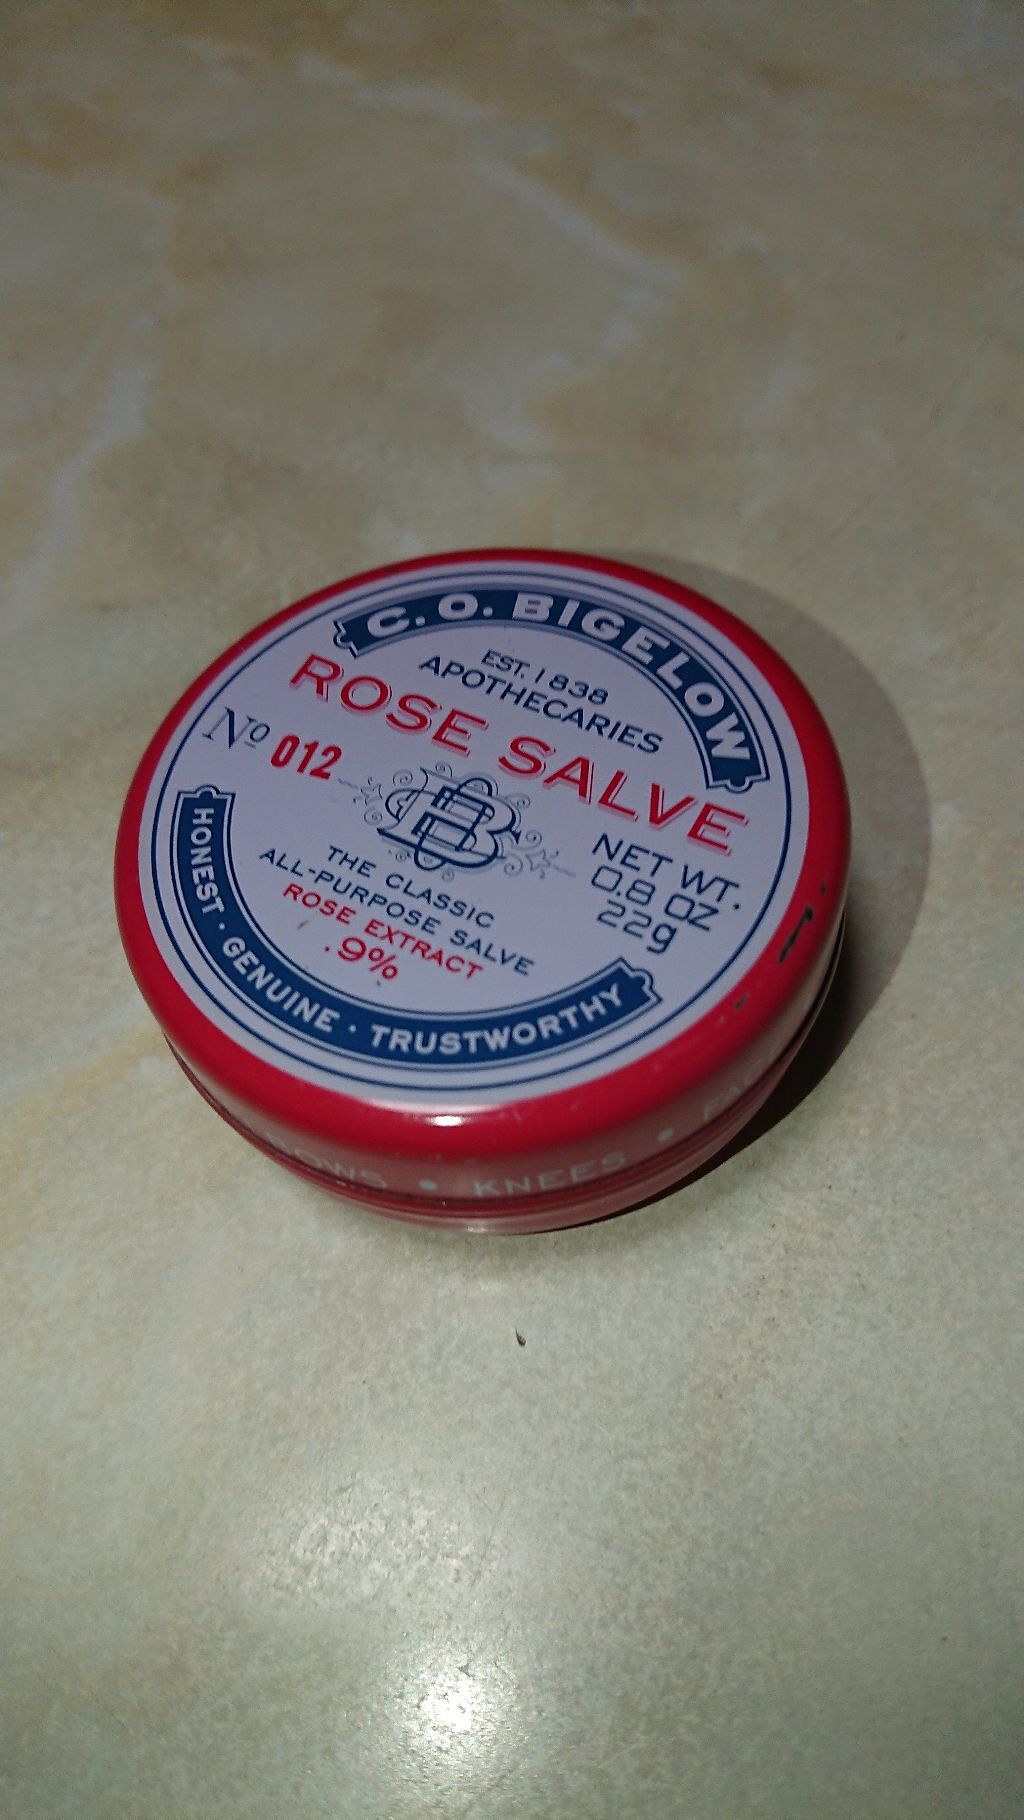 C. O. BIGELOW
EST. 1838
APOTHECARIES
ROSE SALVE
Nº 012
NET WT.
0.8 OZ
22g
THE CLASSIC
ALL-PURPOSE SALVE
ROSE EXTRACT
.9%
HONEST · GENUINE · TRUSTWORTHY
• KNEES •